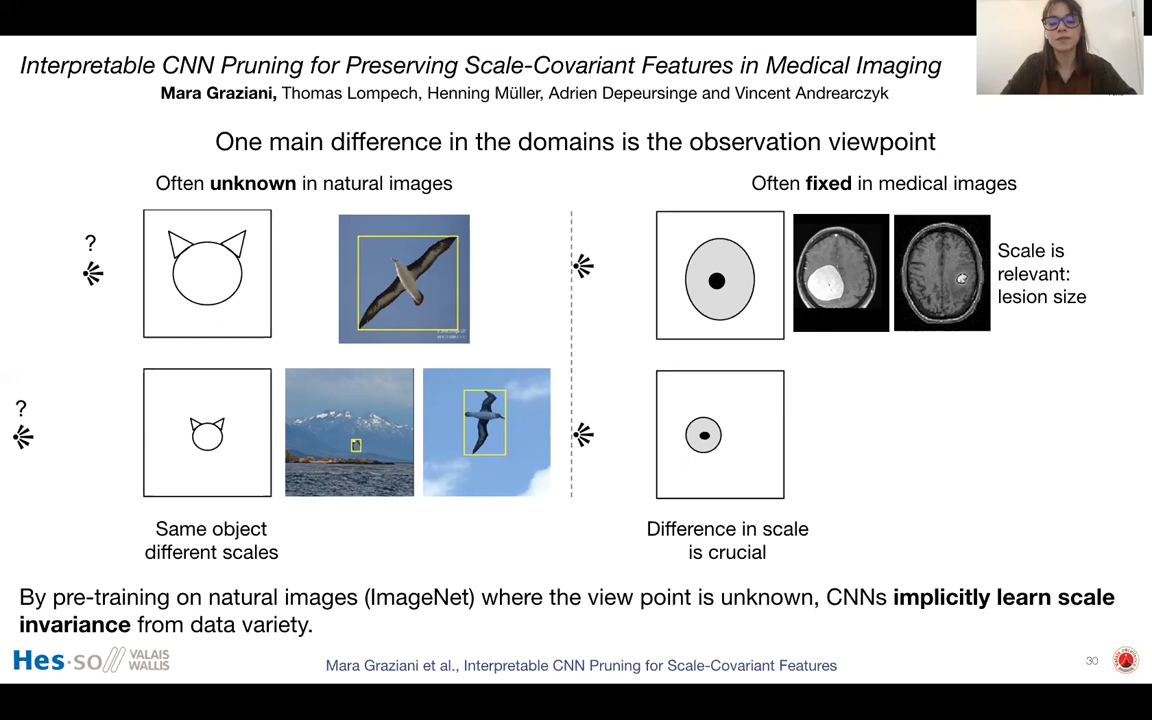 Interpretable CNN Pruning for Preserving Scale-Covariant Features in Medical Imaging
Mara Graziani, Thomas Lompech, Henning Müller, Adrien Depeursinge and Vincent Andrearczyk
One main difference in the domains is the observation viewpoint
Often unknown in natural images
Often fixed in medical images
?
Scale is
relevant:
lesion size
?
Same object
different scales
Difference in scale
is crucial
By pre-training on natural images (ImageNet) where the view point is unknown, CNNs implicitly learn scale
invariance from data variety.
Hes·so// VALAIS
WALLIS
Mara Graziani et al., Interpretable CNN Pruning for Scale-Covariant Features
30